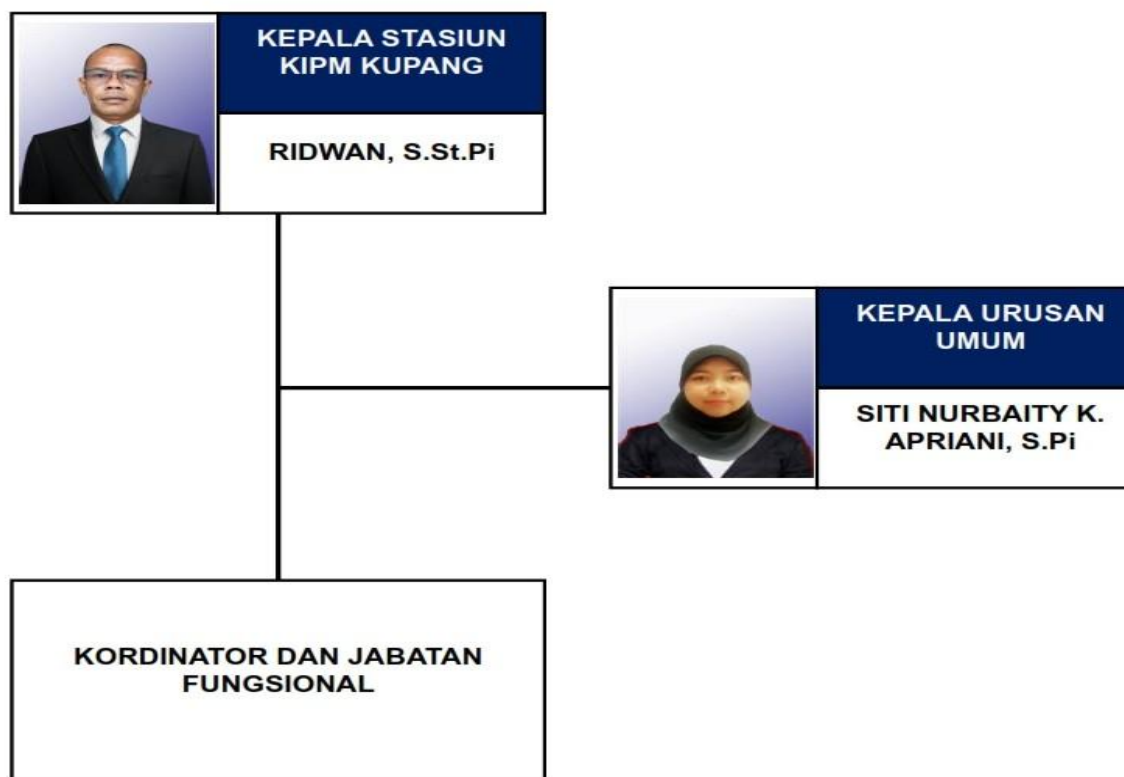 KEPALA STASIUN
KIPM KUPANG
RIDWAN, S.St.Pi
KEPALA URUSAN
UMUM
SITI NURBAITY K.
APRIANI, S.Pi
KORDINATOR DAN JABATAN
FUNGSIONAL